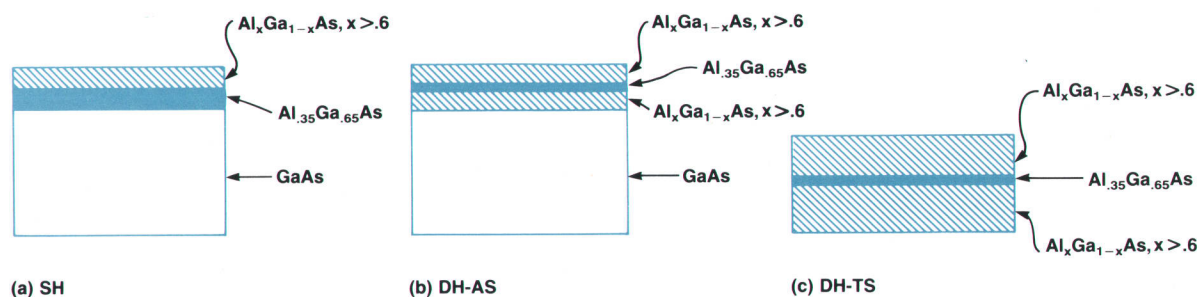 AlₓGa₁₋ₓAs, x >.6
Al.₃₅Ga.₆₅As
GaAs
(a) SH
AlₓGa₁₋ₓAs, x >.6
Al.₃₅Ga.₆₅As
AlₓGa₁₋ₓAs, x >.6
GaAs
(b) DH-AS
AlₓGa₁₋ₓAs, x >.6
Al.₃₅Ga.₆₅As
AlₓGa₁₋ₓAs, x >.6
(c) DH-TS